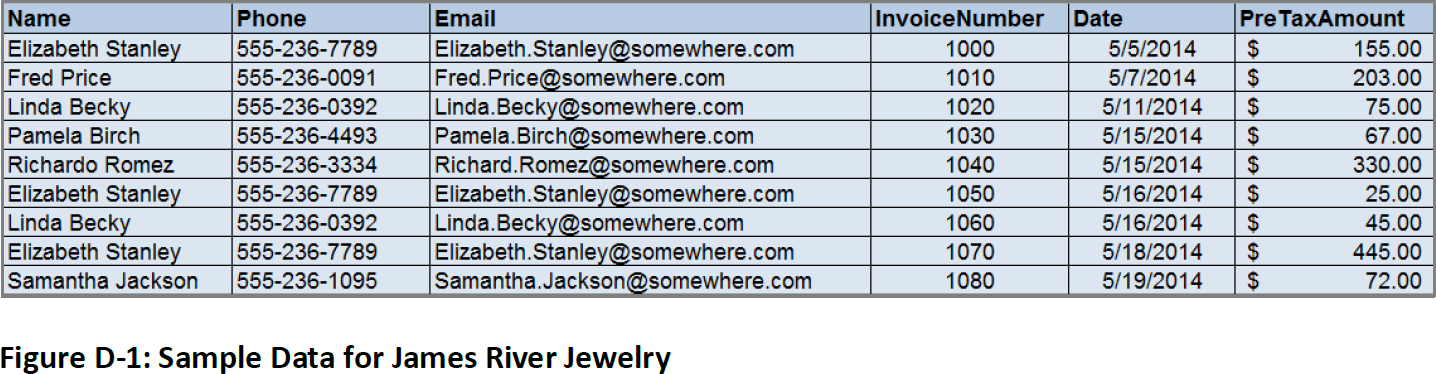 Name Phone Email InvoiceNumber Date PreTaxAmount
Elizabeth Stanley 555-236-7789 Elizabeth.Stanley@somewhere.com 1000 5/5/2014 $ 155.00
Fred Price 555-236-0091 Fred.Price@somewhere.com 1010 5/7/2014 $ 203.00
Linda Becky 555-236-0392 Linda.Becky@somewhere.com 1020 5/11/2014 $ 75.00
Pamela Birch 555-236-4493 Pamela.Birch@somewhere.com 1030 5/15/2014 $ 67.00
Richardo Romez 555-236-3334 Richard.Romez@somewhere.com 1040 5/15/2014 $ 330.00
Elizabeth Stanley 555-236-7789 Elizabeth.Stanley@somewhere.com 1050 5/16/2014 $ 25.00
Linda Becky 555-236-0392 Linda.Becky@somewhere.com 1060 5/16/2014 $ 45.00
Elizabeth Stanley 555-236-7789 Elizabeth.Stanley@somewhere.com 1070 5/18/2014 $ 445.00
Samantha Jackson 555-236-1095 Samantha.Jackson@somewhere.com 1080 5/19/2014 $ 72.00
Figure D-1: Sample Data for James River Jewelry